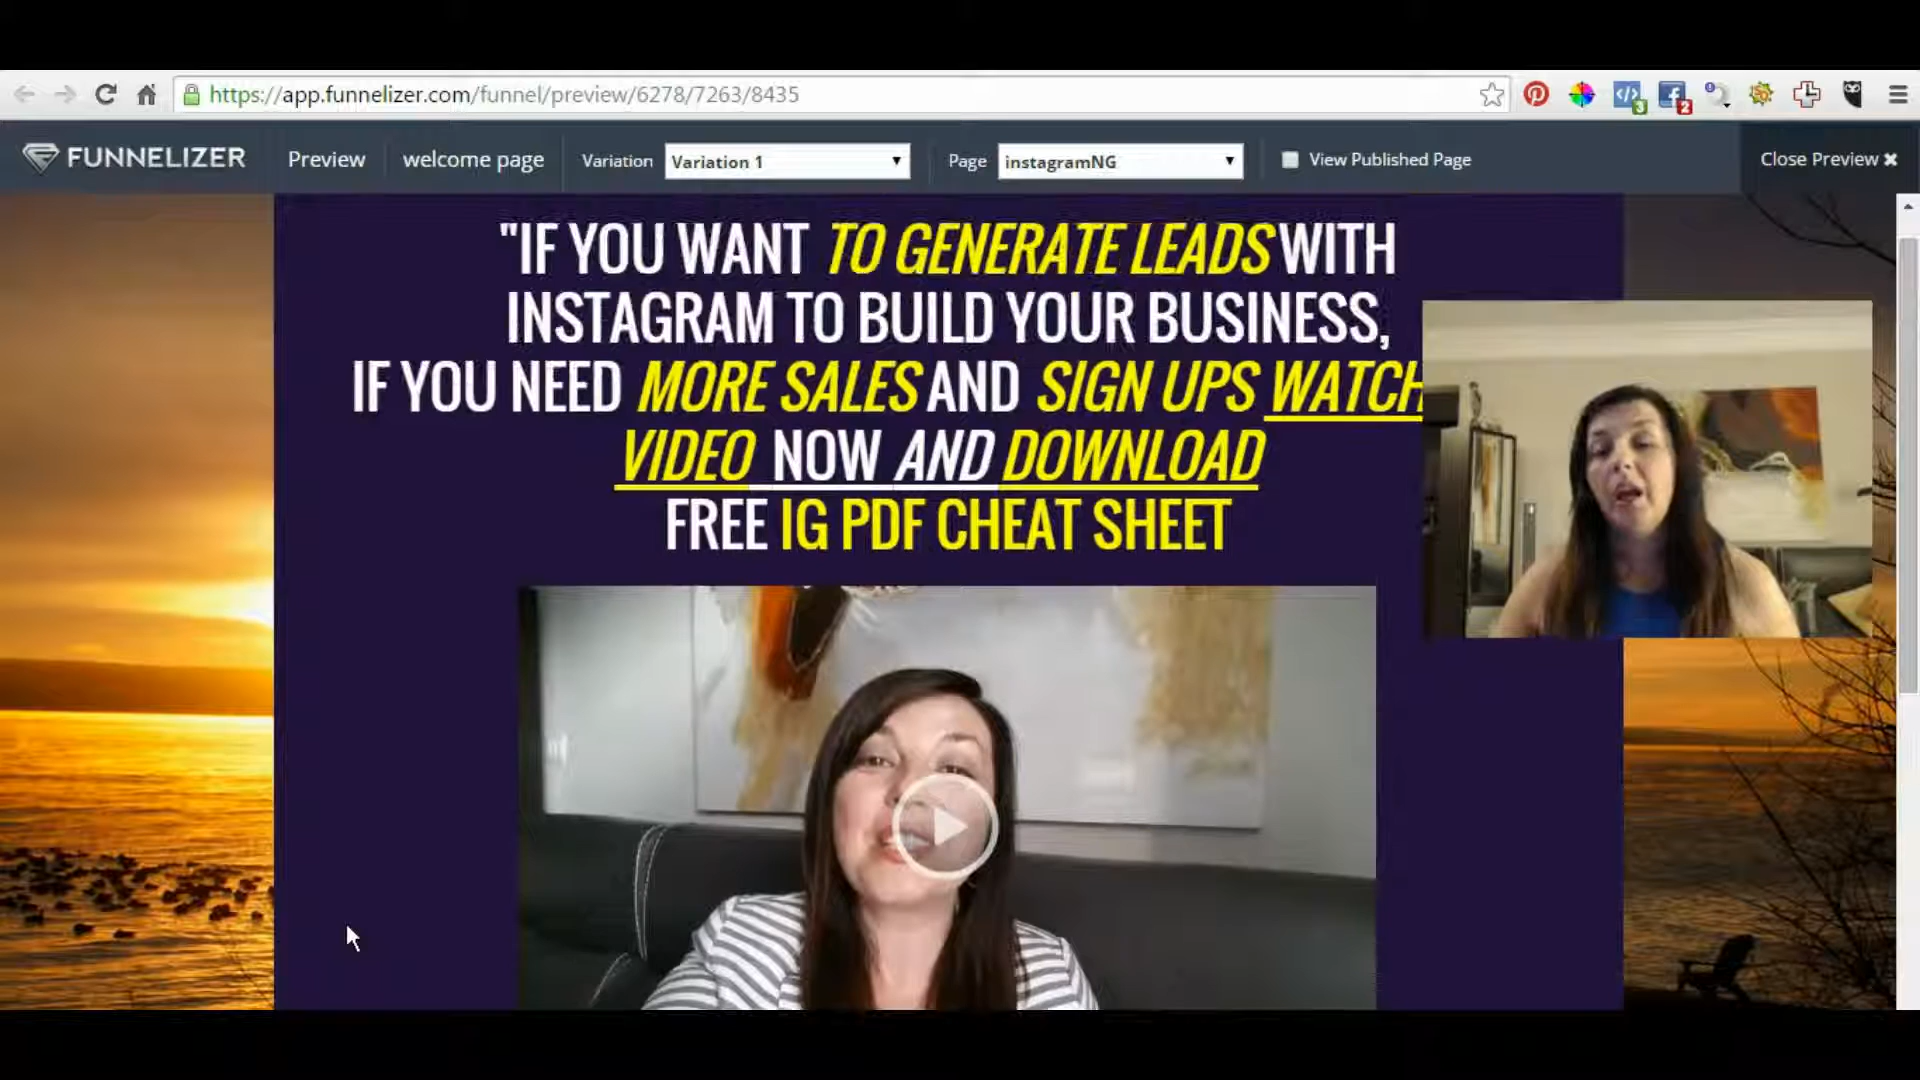 https://app.funnelizer.com/funnel/preview/6278/7263/8435
3
2
FUNNELIZER Preview welcome page Variation Variation 1 Page instagramNG View Published Page Close Preview
"IF YOU WANT TO GENERATE LEADS WITH
INSTAGRAM TO BUILD YOUR BUSINESS,
IF YOU NEED MORE SALES AND SIGN UPS WATCH
VIDEO NOW AND DOWNLOAD
FREE IG PDF CHEAT SHEET